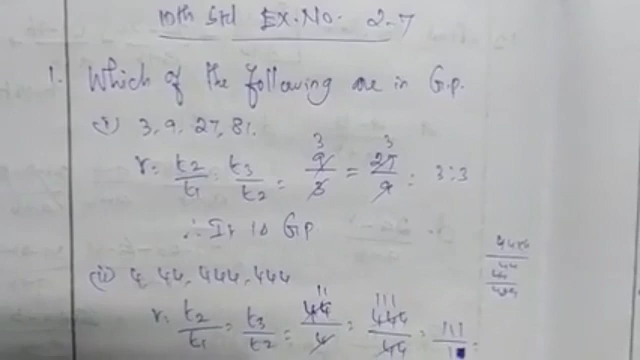 10th Std Ex.No. 2.7
1. Which of the following are in G.p.
(i) 3, 9, 27, 81.
r = t2/t1 = t3/t2 = 9/3 = 27/9 = 3 = 3
∴ It is G.p
(ii) 4, 44, 444, 444
r = t2/t1 = t3/t2 = 44/4 = 444/44 = 111/1